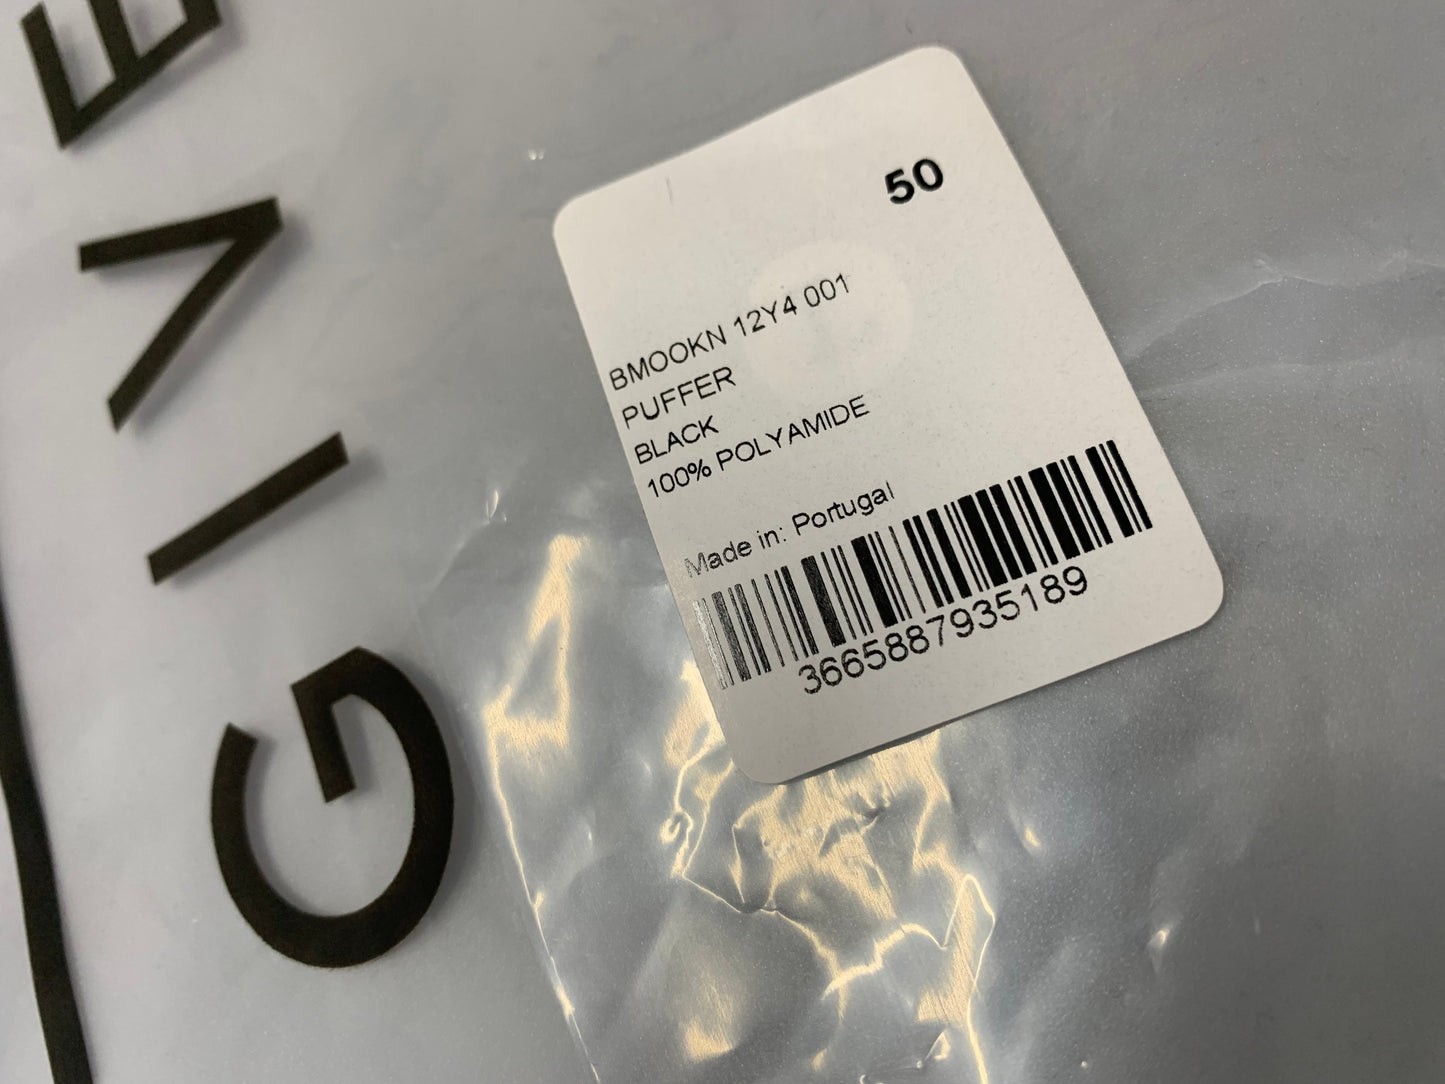 GIVE
50
BMOOKN 12Y4 001
PUFFER
BLACK
100% POLYAMIDE
Made in: Portugal
3665887935189